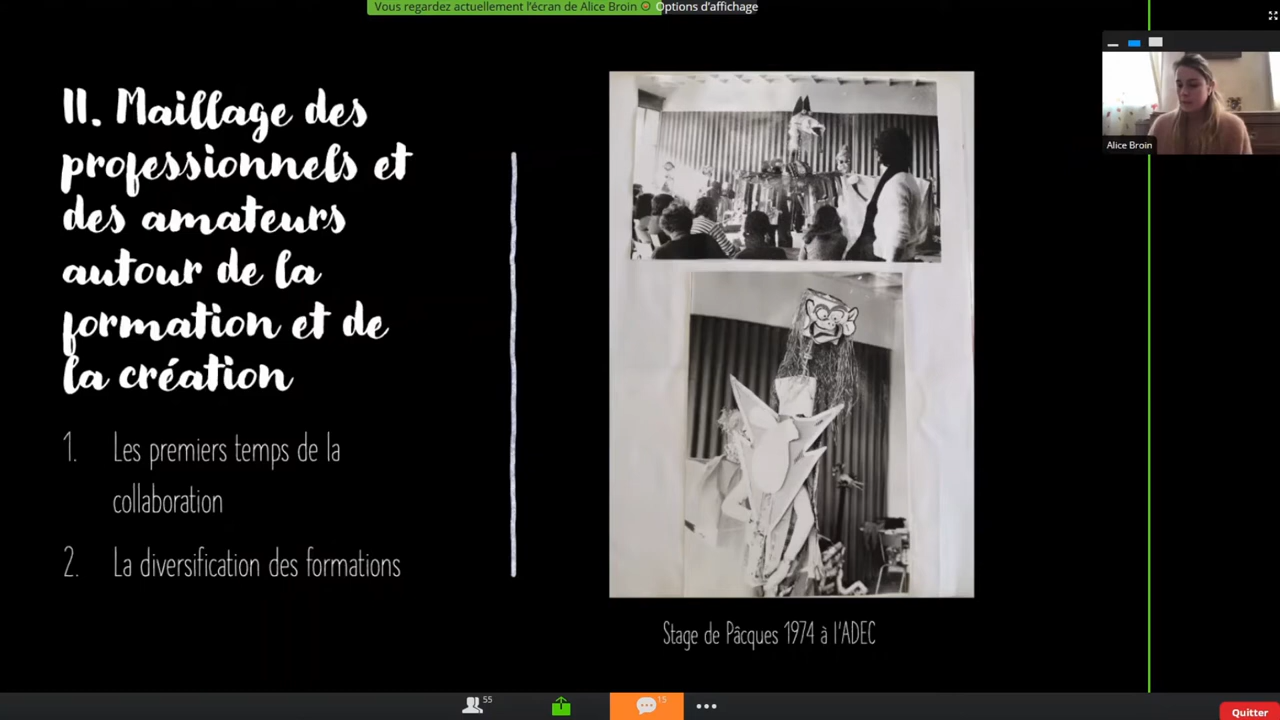 Vous regardez actuellement l'écran de Alice Broin
Options d'affichage
II. Maillage des
professionnels et
des amateurs
autour de la
formation et de
la création
1. Les premiers temps de la
collaboration
2. La diversification des formations
Stage de Pâcques 1974 à l'ADEC
Alice Broin
55
15
Quitter